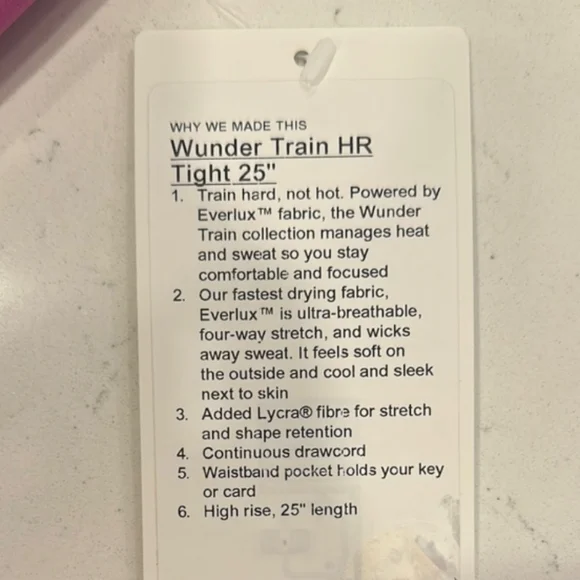 WHY WE MADE THIS
Wunder Train HR
Tight 25"
1. Train hard, not hot. Powered by
Everlux™ fabric, the Wunder
Train collection manages heat
and sweat so you stay
comfortable and focused
2. Our fastest drying fabric,
Everlux™ is ultra-breathable,
four-way stretch, and wicks
away sweat. It feels soft on
the outside and cool and sleek
next to skin
3. Added Lycra® fibre for stretch
and shape retention
4. Continuous drawcord
5. Waistband pocket holds your key
or card
6. High rise, 25" length